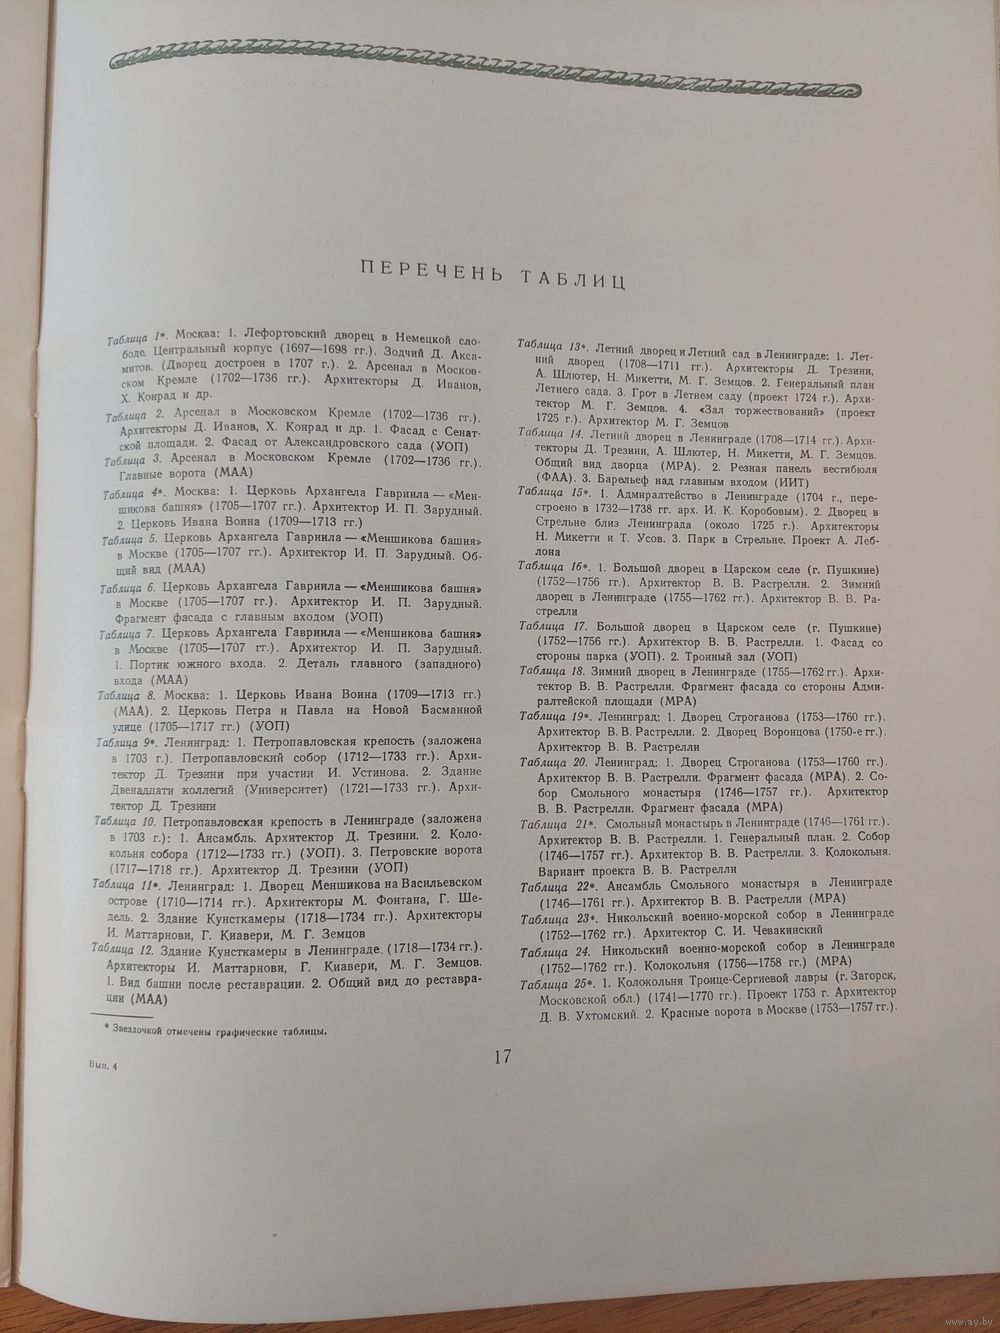 ПЕРЕЧЕНЬ ТАБЛИЦ
Таблица 1*. Москва: 1. Лефортовский дворец в Немецкой сло-
боде. Центральный корпус (1697—1698 гг.). Зодчий Д. Акса-
митов. (Дворец достроен в 1707 г.). 2. Арсенал в Москов-
ском Кремле (1702—1736 гг.). Архитекторы Д. Иванов,
Х. Конрад и др.
Таблица 2. Арсенал в Московском Кремле (1702—1736 гг.).
Архитекторы Д. Иванов, Х. Конрад и др. 1. Фасад с Сенат-
ской площади. 2. Фасад от Александровского сада (УОП)
Таблица 3. Арсенал в Московском Кремле (1702—1736 гг.).
Главные ворота (МАА)
Таблица 4*. Москва: 1. Церковь Архангела Гавриила — «Мен-
шикова башня» (1705—1707 гг.). Архитектор И. П. Зарудный.
2. Церковь Ивана Воина (1709—1713 гг.)
Таблица 5. Церковь Архангела Гавриила — «Меншикова башня»
в Москве (1705—1707 гг.). Архитектор И. П. Зарудный. Об-
щий вид (МАА)
Таблица 6. Церковь Архангела Гавриила — «Меншикова башня»
в Москве (1705—1707 гг.). Архитектор И. П. Зарудный.
Фрагмент фасада с главным входом (УОП)
Таблица 7. Церковь Архангела Гавриила — «Меншикова башня»
в Москве (1705—1707 гг.). Архитектор И. П. Зарудный.
1. Портик южного входа. 2. Деталь главного (западного)
входа (МАА)
Таблица 8. Москва: 1. Церковь Ивана Воина (1709—1713 гг.)
(МАА). 2. Церковь Петра и Павла на Новой Басманной
улице (1705—1717 гг.) (УОП)
Таблица 9*. Ленинград: 1. Петропавловская крепость (заложена
в 1703 г.). Петропавловский собор (1712—1733 гг.). Архи-
тектор Д. Трезини при участии И. Устинова. 2. Здание
Двенадцати коллегий (Университет) (1721—1733 гг.). Архи-
тектор Д. Трезини
Таблица 10. Петропавловская крепость в Ленинграде (заложена
в 1703 г.): 1. Ансамбль. Архитектор Д. Трезини. 2. Коло-
кольня собора (1712—1733 гг.) (УОП). 3. Петровские ворота
(1717—1718 гг.). Архитектор Д. Трезини (УОП)
Таблица 11*. Ленинград: 1. Дворец Меншикова на Васильевском
острове (1710—1714 гг.). Архитекторы М. Фонтана, Г. Ше-
дель. 2. Здание Кунсткамеры (1718—1734 гг.). Архитекторы
И. Маттарнови, Г. Киавери, М. Г. Земцов
Таблица 12. Здание Кунсткамеры в Ленинграде. (1718—1734 гг.).
Архитекторы И. Маттарнови, Г. Киавери, М. Г. Земцов.
1. Вид башни после реставрации. 2. Общий вид до реставра-
ции (МАА)
* Звездочкой отмечены графические таблицы.
Вып. 4
Таблица 13*. Летний дворец и Летний сад в Ленинграде: 1. Лет-
ний дворец (1708—1711 гг.). Архитекторы Д. Трезини,
А. Шлютер, Н. Микетти, М. Г. Земцов. 2. Генеральный план
Летнего сада. 3. Грот в Летнем саду (проект 1724 г.). Архи-
тектор М. Г. Земцов. 4. «Зал торжествований» (проект
1725 г.). Архитектор М. Г. Земцов
Таблица 14. Летний дворец в Ленинграде (1708—1714 гг.). Архи-
текторы Д. Трезини, А. Шлютер, Н. Микетти, М. Г. Земцов.
Общий вид дворца (МРА). 2. Резная панель вестибюля
(ФАА). 3. Барельеф над главным входом (ИИТ)
Таблица 15*. 1. Адмиралтейство в Ленинграде (1704 г., пере-
строено в 1732—1738 гг. арх. И. К. Коробовым). 2. Дворец в
Стрельне близ Ленинграда (около 1725 г.). Архитекторы
Н. Микетти и Т. Усов. 3. Парк в Стрельне. Проект А. Леб-
лона
Таблица 16*. 1. Большой дворец в Царском селе (г. Пушкине)
(1752—1756 гг.). Архитектор В. В. Растрелли. 2. Зимний
дворец в Ленинграде (1755—1762 гг.). Архитектор В. В. Ра-
стрелли
Таблица 17. Большой дворец в Царском селе (г. Пушкине)
(1752—1756 гг.). Архитектор В. В. Растрелли. 1. Фасад со
стороны парка (УОП). 2. Тронный зал (УОП)
Таблица 18. Зимний дворец в Ленинграде (1755—1762 гг.). Архи-
тектор В. В. Растрелли. Фрагмент фасада со стороны Адми-
ралтейской площади (МРА)
Таблица 19*. Ленинград: 1. Дворец Строганова (1753—1760 гг.).
Архитектор В. В. Растрелли. 2. Дворец Воронцова (1750-е гг.).
Архитектор В. В. Растрелли
Таблица 20. Ленинград: 1. Дворец Строганова (1753—1760 гг.).
Архитектор В. В. Растрелли. Фрагмент фасада (МРА). 2. Со-
бор Смольного монастыря (1746—1757 гг.). Архитектор
В. В. Растрелли. Фрагмент фасада (МРА)
Таблица 21*. Смольный монастырь в Ленинграде (1746—1761 гг.).
Архитектор В. В. Растрелли. 1. Генеральный план. 2. Собор
(1746—1757 гг.). Архитектор В. В. Растрелли. 3. Колокольня.
Вариант проекта В. В. Растрелли
Таблица 22*. Ансамбль Смольного монастыря в Ленинграде
(1746—1761 гг.). Архитектор В. В. Растрелли (МРА)
Таблица 23*. Никольский военно-морской собор в Ленинграде
(1752—1762 гг.). Архитектор С. И. Чевакинский
Таблица 24. Никольский военно-морской собор в Ленинграде
(1752—1762 гг.). Колокольня (1756—1758 гг.) (МРА)
Таблица 25*. 1. Колокольня Троице-Сергиевой лавры (г. Загорск,
Московской обл.) (1741—1770 гг.). Проект 1753 г. Архитектор
Д. В. Ухтомский. 2. Красные ворота в Москве (1753—1757 гг.).
17
www.ay.by